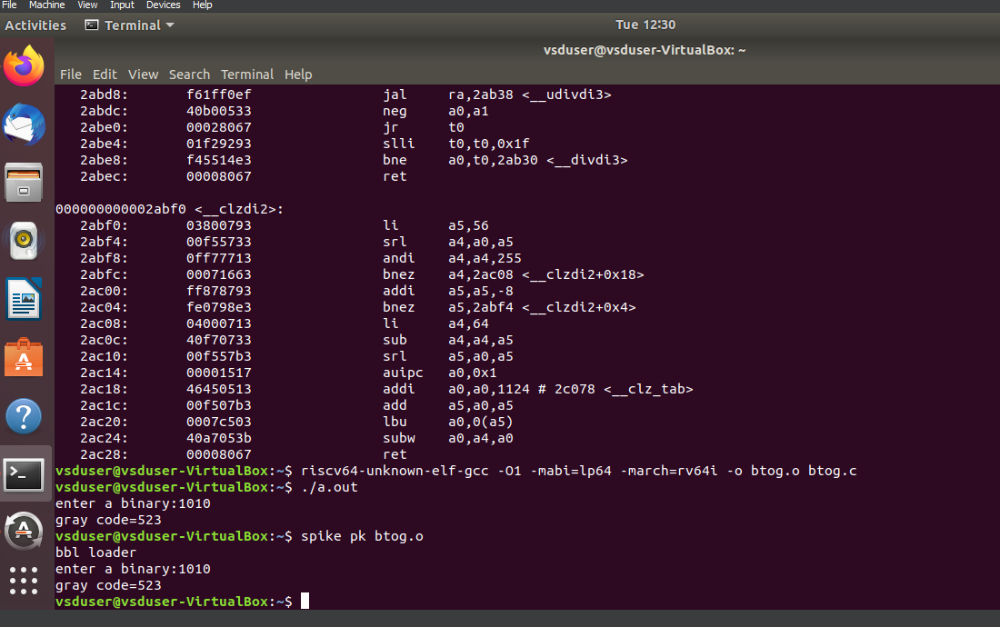 File Machine View Input Devices Help
Activities Terminal Tue 12:30
vsduser@vsduser-VirtualBox: ~
File Edit View Search Terminal Help
2abd8: f61ff0ef jal ra,2ab38 <__udivdi3>
2abdc: 40b00533 neg a0,a1
2abe0: 00028067 jr t0
2abe4: 01f29293 slli t0,t0,0x1f
2abe8: f45514e3 bne a0,t0,2ab30 <__divdi3>
2abec: 00008067 ret
000000000002abf0 <__clzdi2>:
2abf0: 03800793 li a5,56
2abf4: 00f55733 srl a4,a0,a5
2abf8: 0ff77713 andi a4,a4,255
2abfc: 00071663 bnez a4,2ac08 <__clzdi2+0x18>
2ac00: ff878793 addi a5,a5,-8
2ac04: fe0798e3 bnez a5,2abf4 <__clzdi2+0x4>
2ac08: 04000713 li a4,64
2ac0c: 40f70733 sub a4,a4,a5
2ac10: 00f557b3 srl a5,a0,a5
2ac14: 00001517 auipc a0,0x1
2ac18: 46450513 addi a0,a0,1124 # 2c078 <__clz_tab>
2ac1c: 00f507b3 add a5,a0,a5
2ac20: 0007c503 lbu a0,0(a5)
2ac24: 40a7053b subw a0,a4,a0
2ac28: 00008067 ret
vsduser@vsduser-VirtualBox:~$ riscv64-unknown-elf-gcc -O1 -mabi=lp64 -march=rv64i -o btog.o btog.c
vsduser@vsduser-VirtualBox:~$ ./a.out
enter a binary:1010
gray code=523
vsduser@vsduser-VirtualBox:~$ spike pk btog.o
bbl loader
enter a binary:1010
gray code=523
vsduser@vsduser-VirtualBox:~$